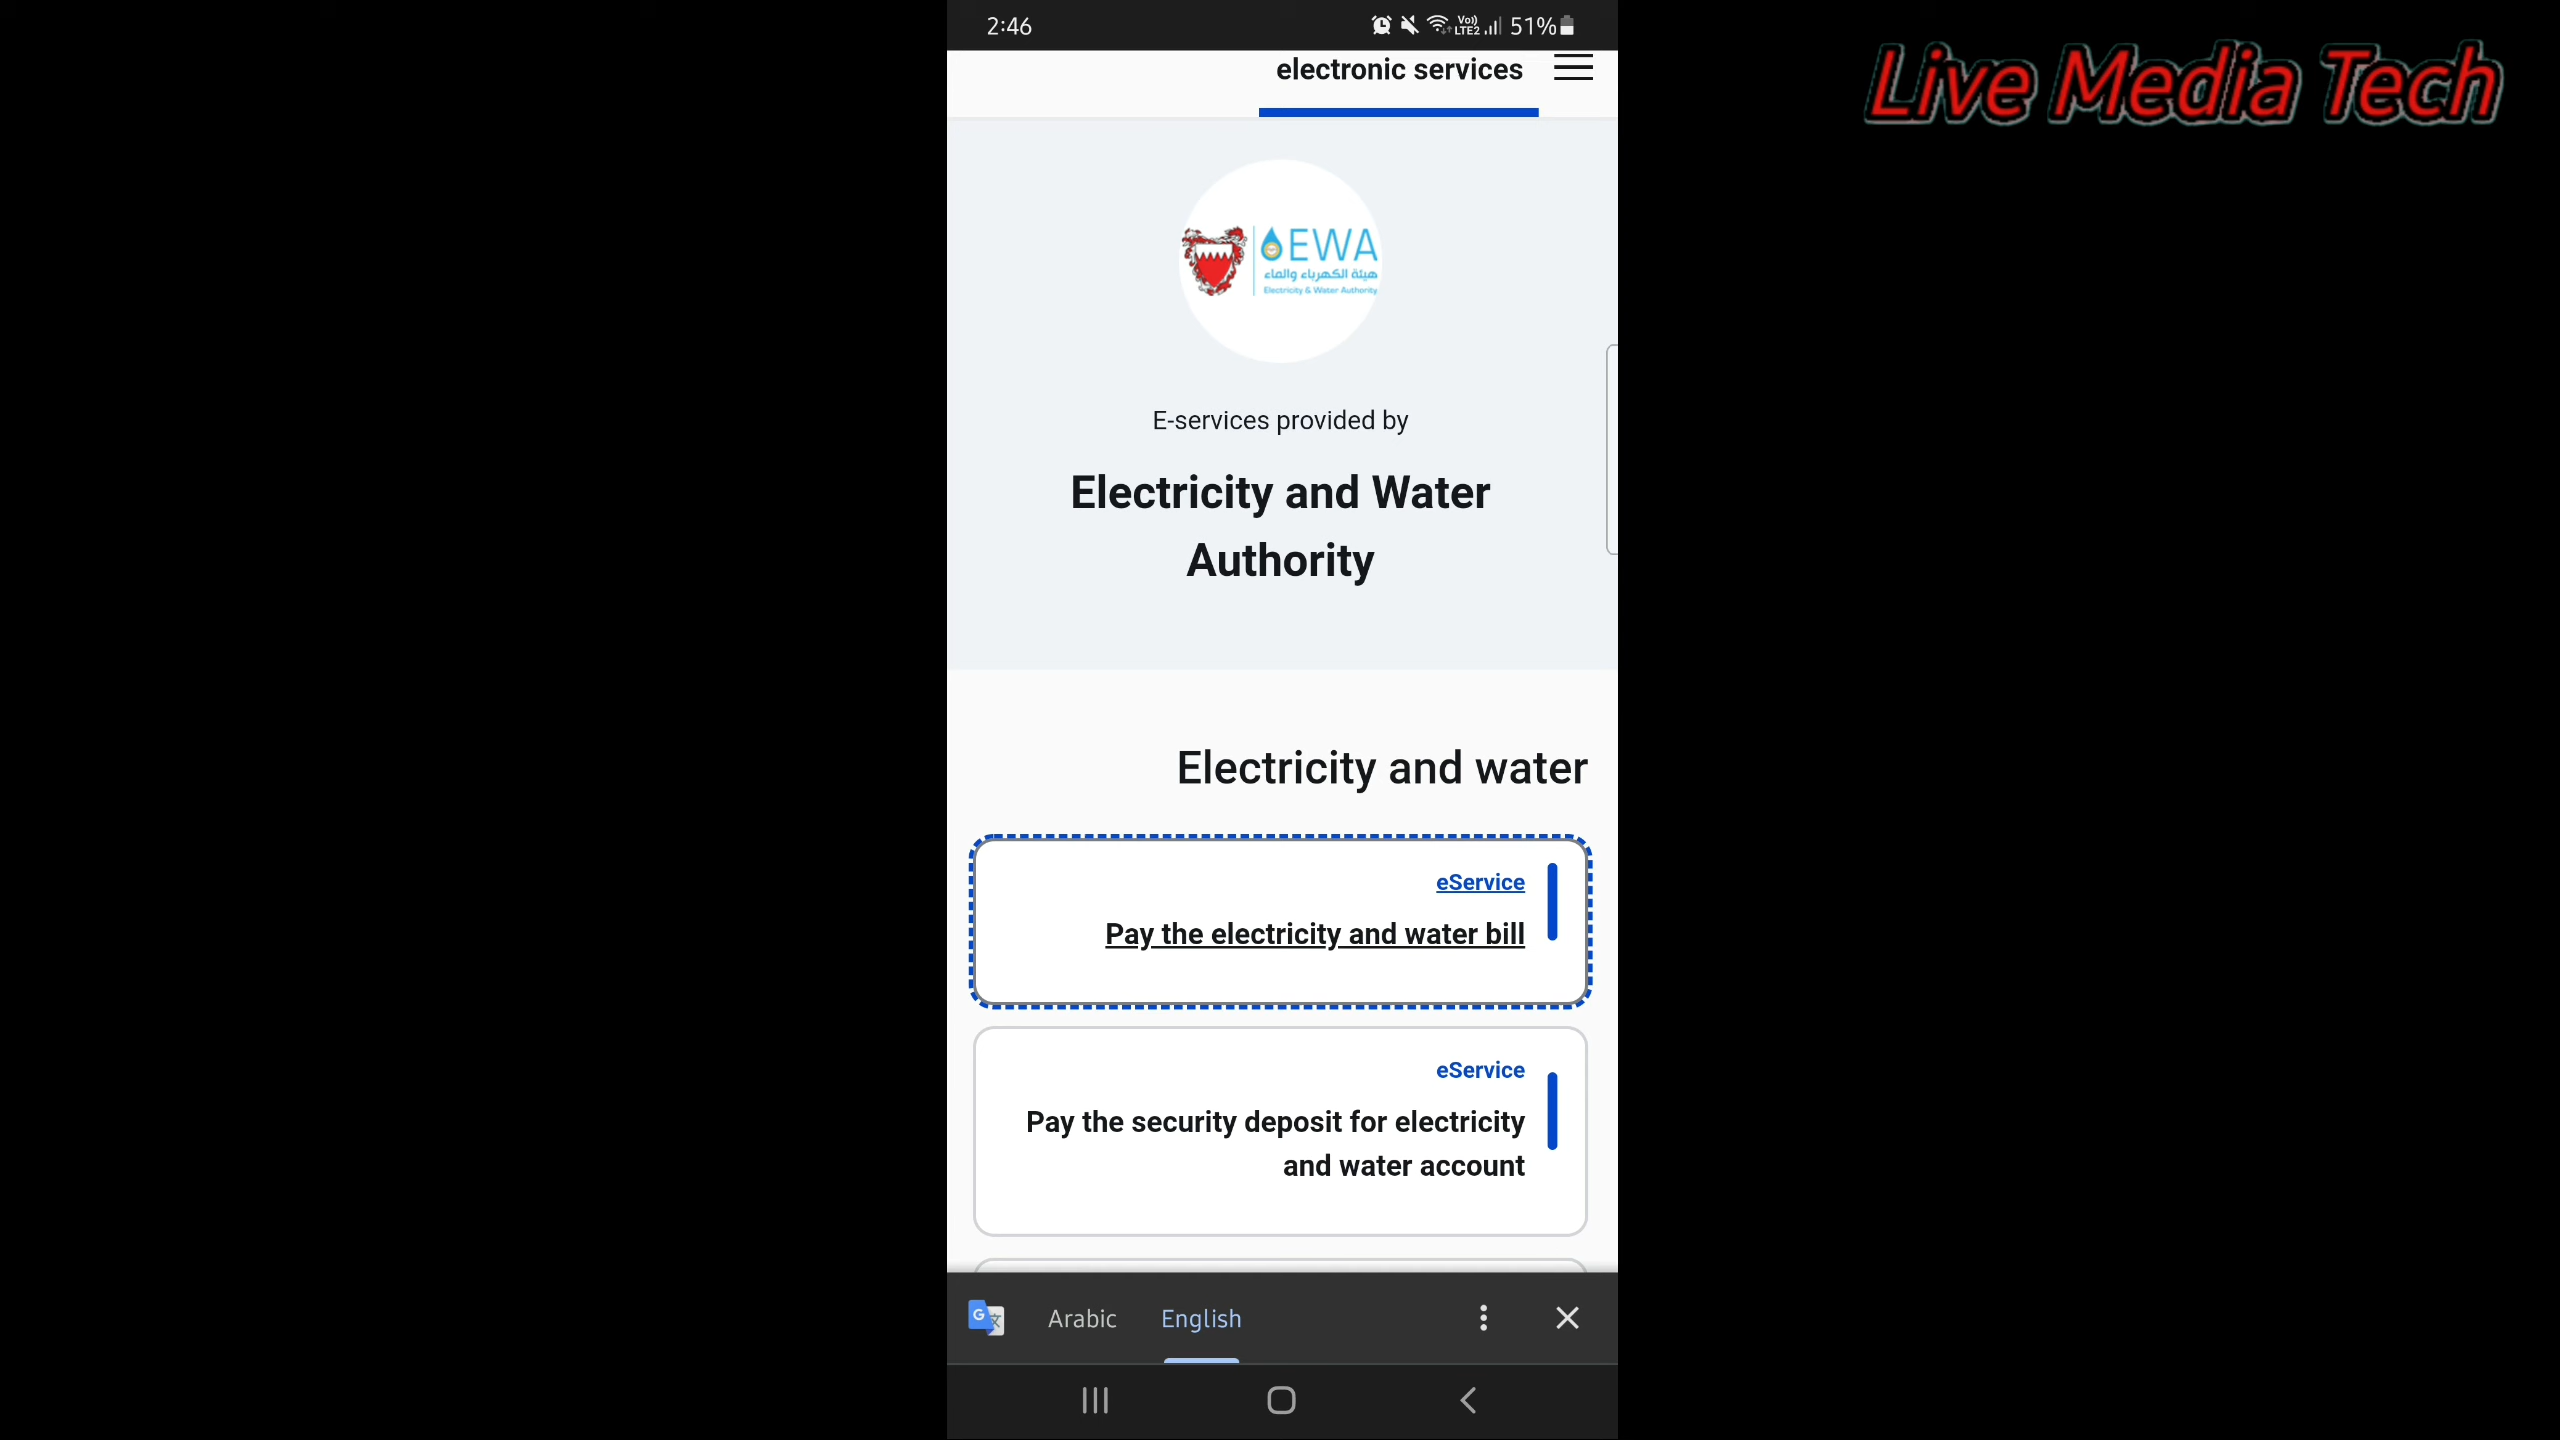 2:46
Vo))
LTE2
51%
Live Media Tech
electronic services
EWA
هيئة الكهرباء والماء
Electricity & Water Authority
E-services provided by
Electricity and Water
Authority
Electricity and water
eService
Pay the electricity and water bill
eService
Pay the security deposit for electricity
and water account
G
Arabic
English